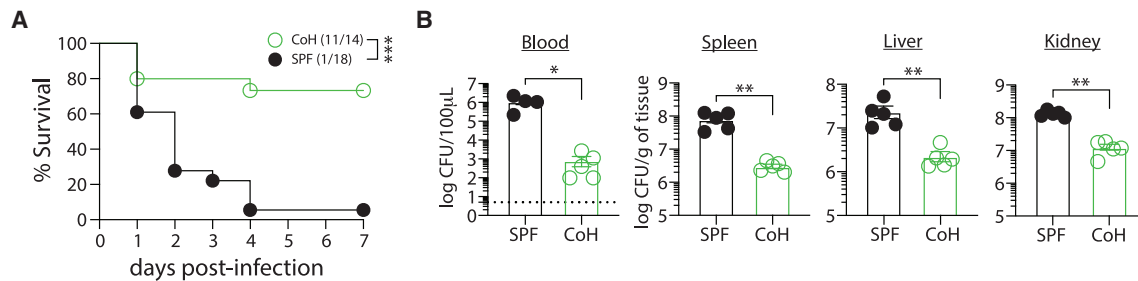 A
CoH (11/14)
SPF (1/18)
***
% Survival
100
80
60
40
20
0
0 1 2 3 4 5 6 7
days post-infection
B
Blood
*
log CFU/100μL
7
6
5
4
3
2
1
0
SPF CoH
Spleen
**
log CFU/g of tissue
9
8
7
6
5
SPF CoH
Liver
**
8
7
6
5
SPF CoH
Kidney
**
9
8
7
6
5
SPF CoH